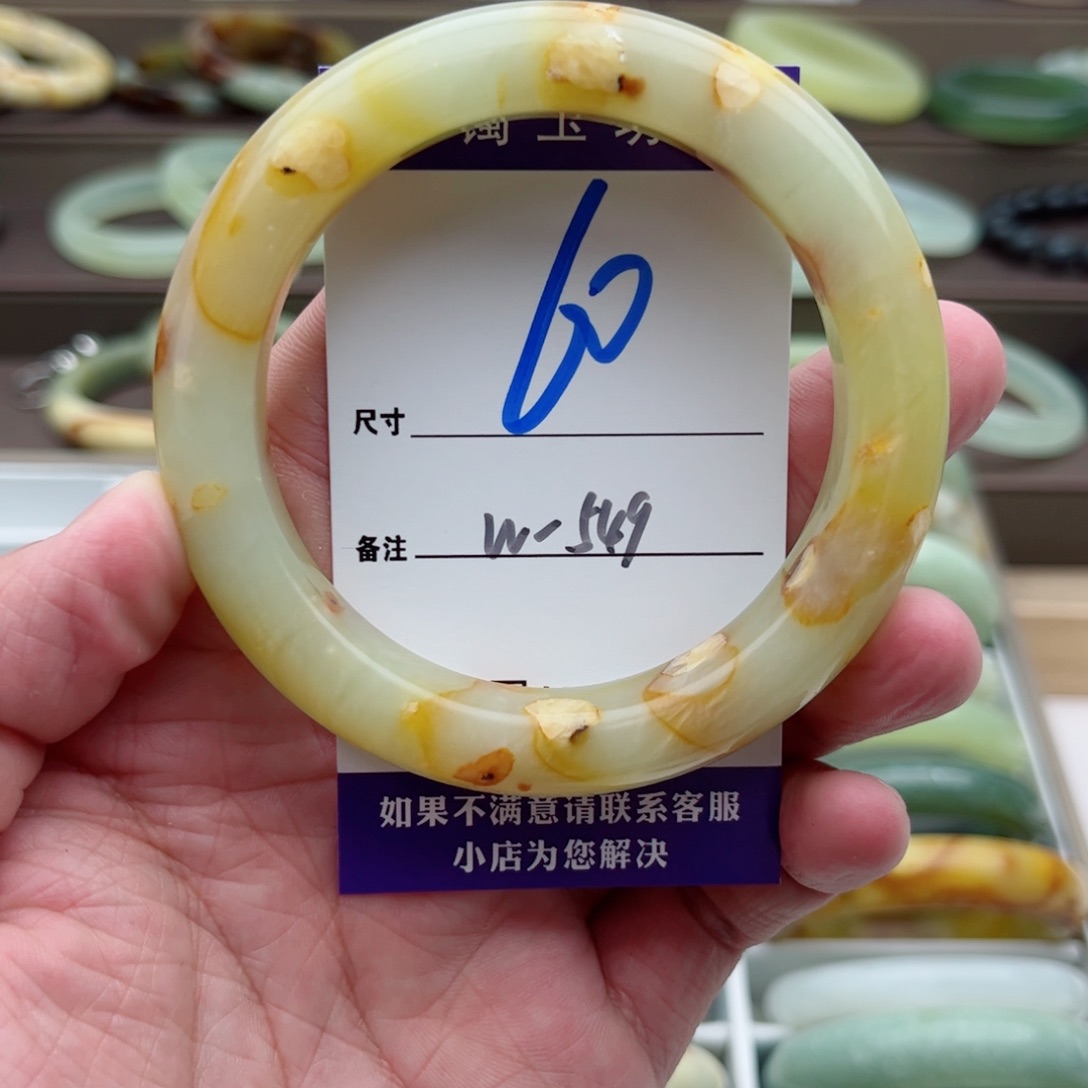 60
尺寸
备注 W-549
如果不满意请联系客服
小店为您解决